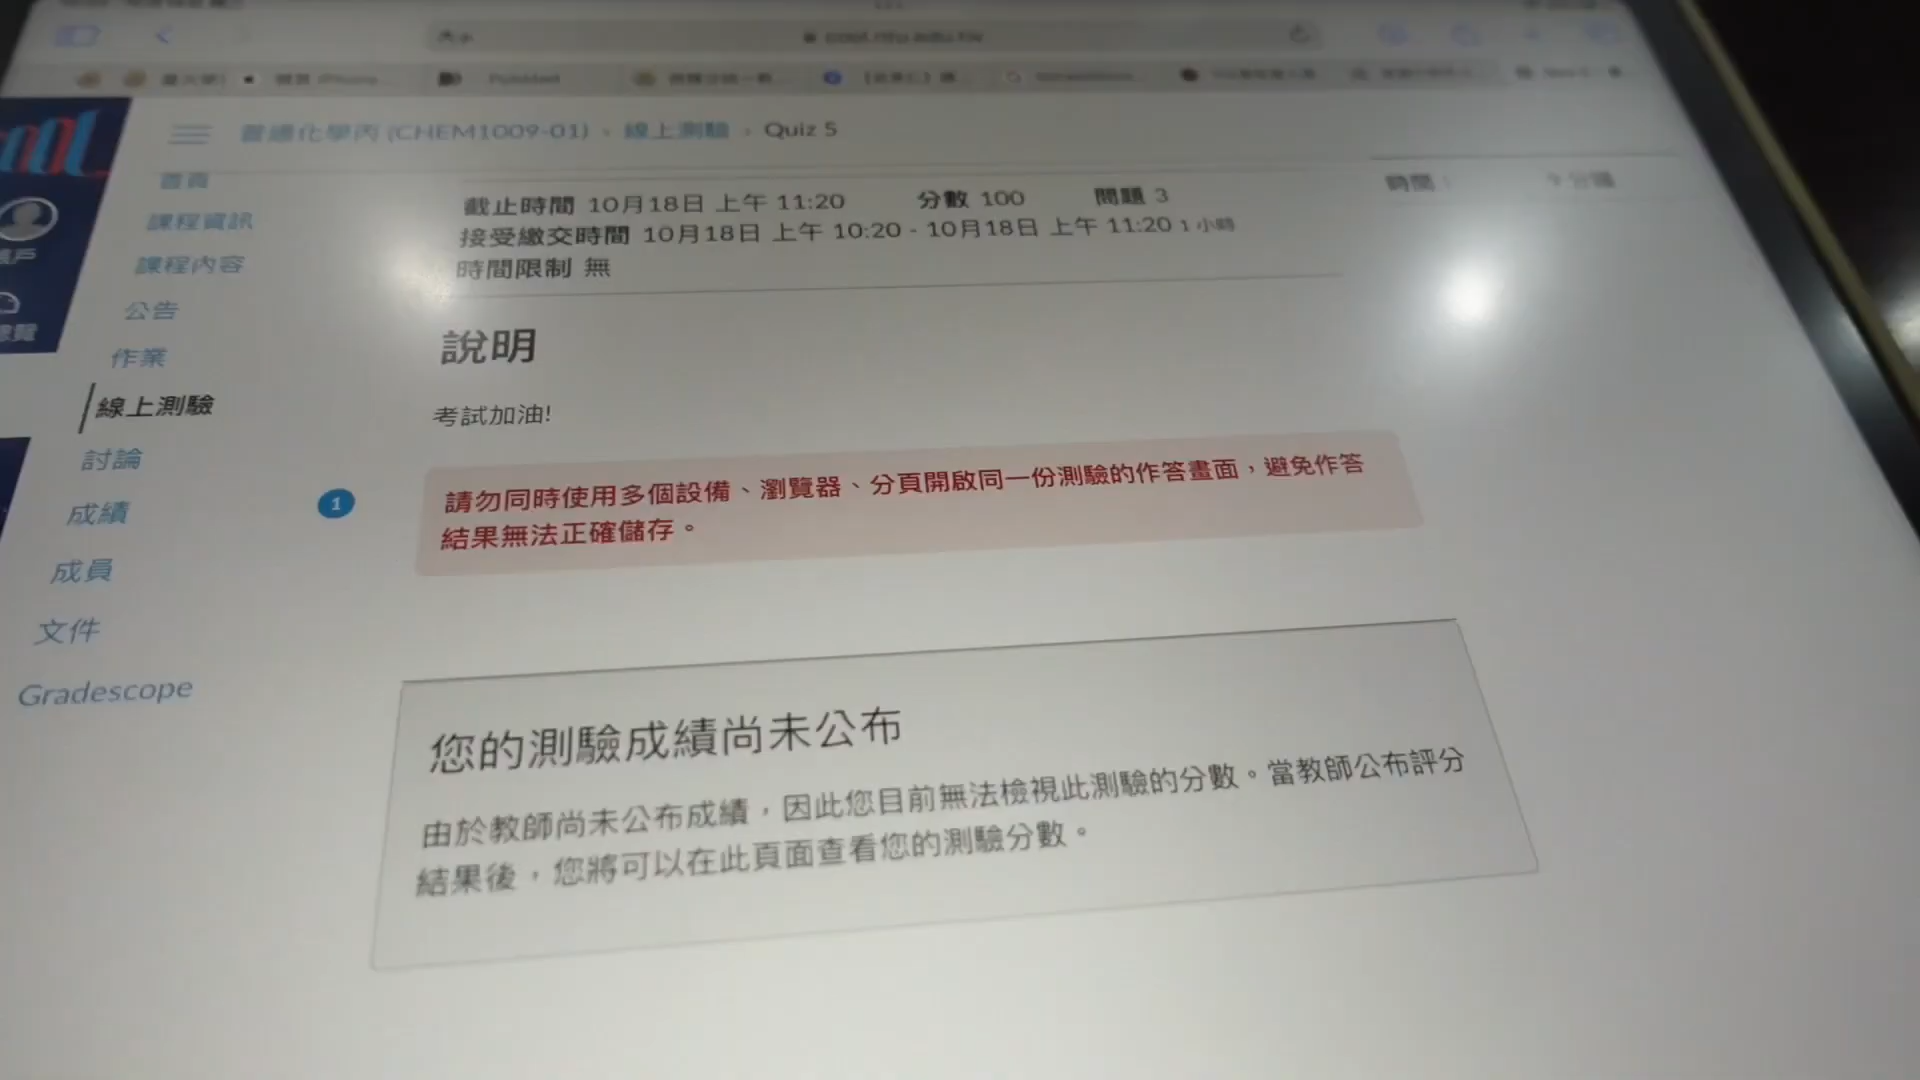 普通化學丙 (CHEM1009-01) › 線上測驗 › Quiz 5
首頁
課程資訊
課程內容
公告
作業
線上測驗
討論
成績
1
成員
文件
Gradescope
總覽
截止時間 10月18日 上午 11:20 分數 100 問題 3
接受繳交時間 10月18日 上午 10:20 - 10月18日 上午 11:20 1 小時
時間限制 無
時間：
說明
考試加油!
請勿同時使用多個設備、瀏覽器、分頁開啟同一份測驗的作答畫面，避免作答
結果無法正確儲存。
您的測驗成績尚未公布
由於教師尚未公布成績，因此您目前無法檢視此測驗的分數。當教師公布評分
結果後，您將可以在此頁面查看您的測驗分數。